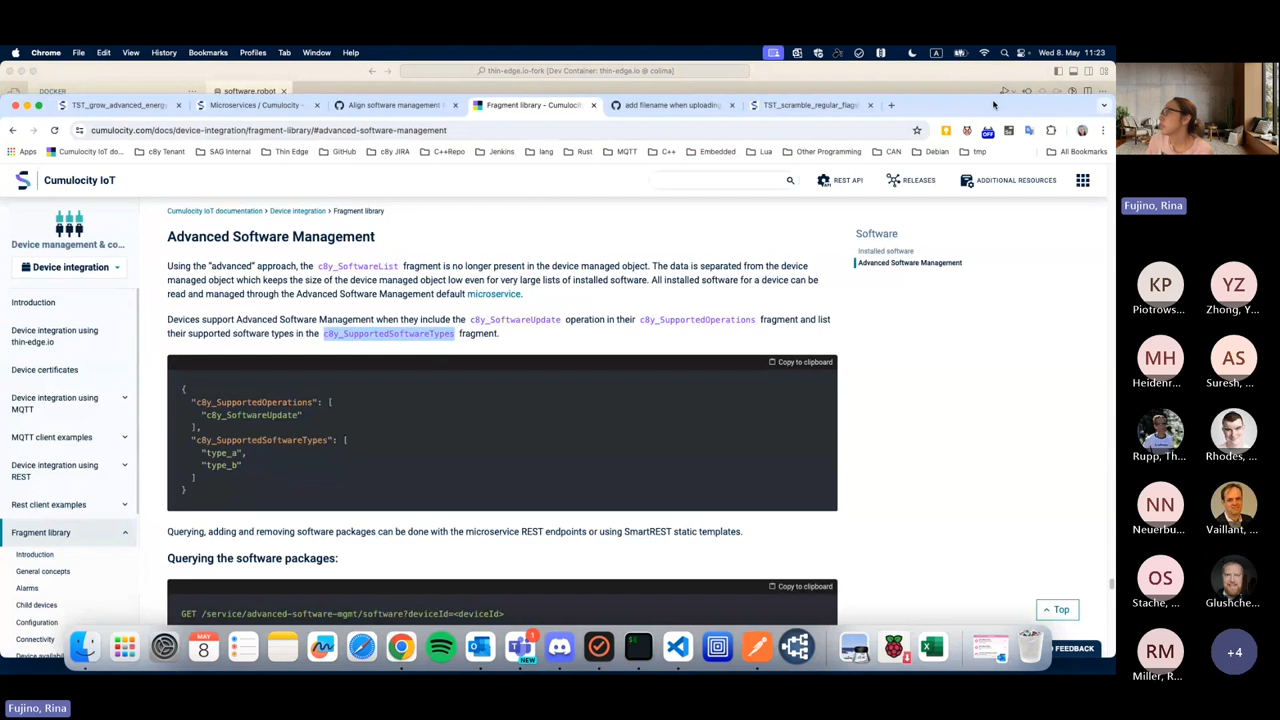 Chrome File Edit View History Bookmarks Profiles Tab Window Help
A Wed 8. May 11:23
thin-edge.io-fork [Dev Container: thin-edge.io @ colima]
DOCKER
software.robot
TST_grow_advanced_energ
Microservices / Cumulocity
Align software management
Fragment library - Cumulocit
add filename when uploading
TST_scramble_regular_flags
cumulocity.com/docs/device-integration/fragment-library/#advanced-software-management
Apps
Cumulocity IoT do...
c8y Tenant
SAG Internal
Thin Edge
GitHub
c8y JIRA
C++Repo
Jenkins
lang
Rust
MQTT
C++
Embedded
Lua
Other Programming
CAN
Debian
tmp
All Bookmarks
OFF
Cumulocity IoT
REST API
RELEASES
ADDITIONAL RESOURCES
Device management & co...
Device integration
Introduction
Device integration using
thin-edge.io
Device certificates
Device integration using
MQTT
MQTT client examples
Device integration using
REST
Rest client examples
Fragment library
Introduction
General concepts
Alarms
Child devices
Configuration
Connectivity
Cumulocity IoT documentation > Device integration > Fragment library
Advanced Software Management
Using the "advanced" approach, the c8y_SoftwareList fragment is no longer present in the device managed object. The data is separated from the device
managed object which keeps the size of the device managed object low even for very large lists of installed software. All installed software for a device can be
read and managed through the Advanced Software Management default microservice.
Devices support Advanced Software Management when they include the c8y_SoftwareUpdate operation in their c8y_SupportedOperations fragment and list
their supported software types in the c8y_SupportedSoftwareTypes fragment.
Copy to clipboard
{
"c8y_SupportedOperations": [
"c8y_SoftwareUpdate"
],
"c8y_SupportedSoftwareTypes": [
"type_a",
"type_b"
]
}
Querying, adding and removing software packages can be done with the microservice REST endpoints or using SmartREST static templates.
Querying the software packages:
Copy to clipboard
GET /service/advanced-software-mgmt/software?deviceId=<deviceId>
Software
Installed software
Advanced Software Management
Top
FEEDBACK
MAY
8
1
NEW
Fujino, Rina
KP
Piotrows...
YZ
Zhong, Y...
MH
Heidenr...
AS
Suresh, ...
Rupp, Th...
Rhodes, ...
NN
Neuerbu...
Vaillant, ...
OS
Stache, ...
Glushche...
RM
Miller, R...
+4
Fujino, Rina